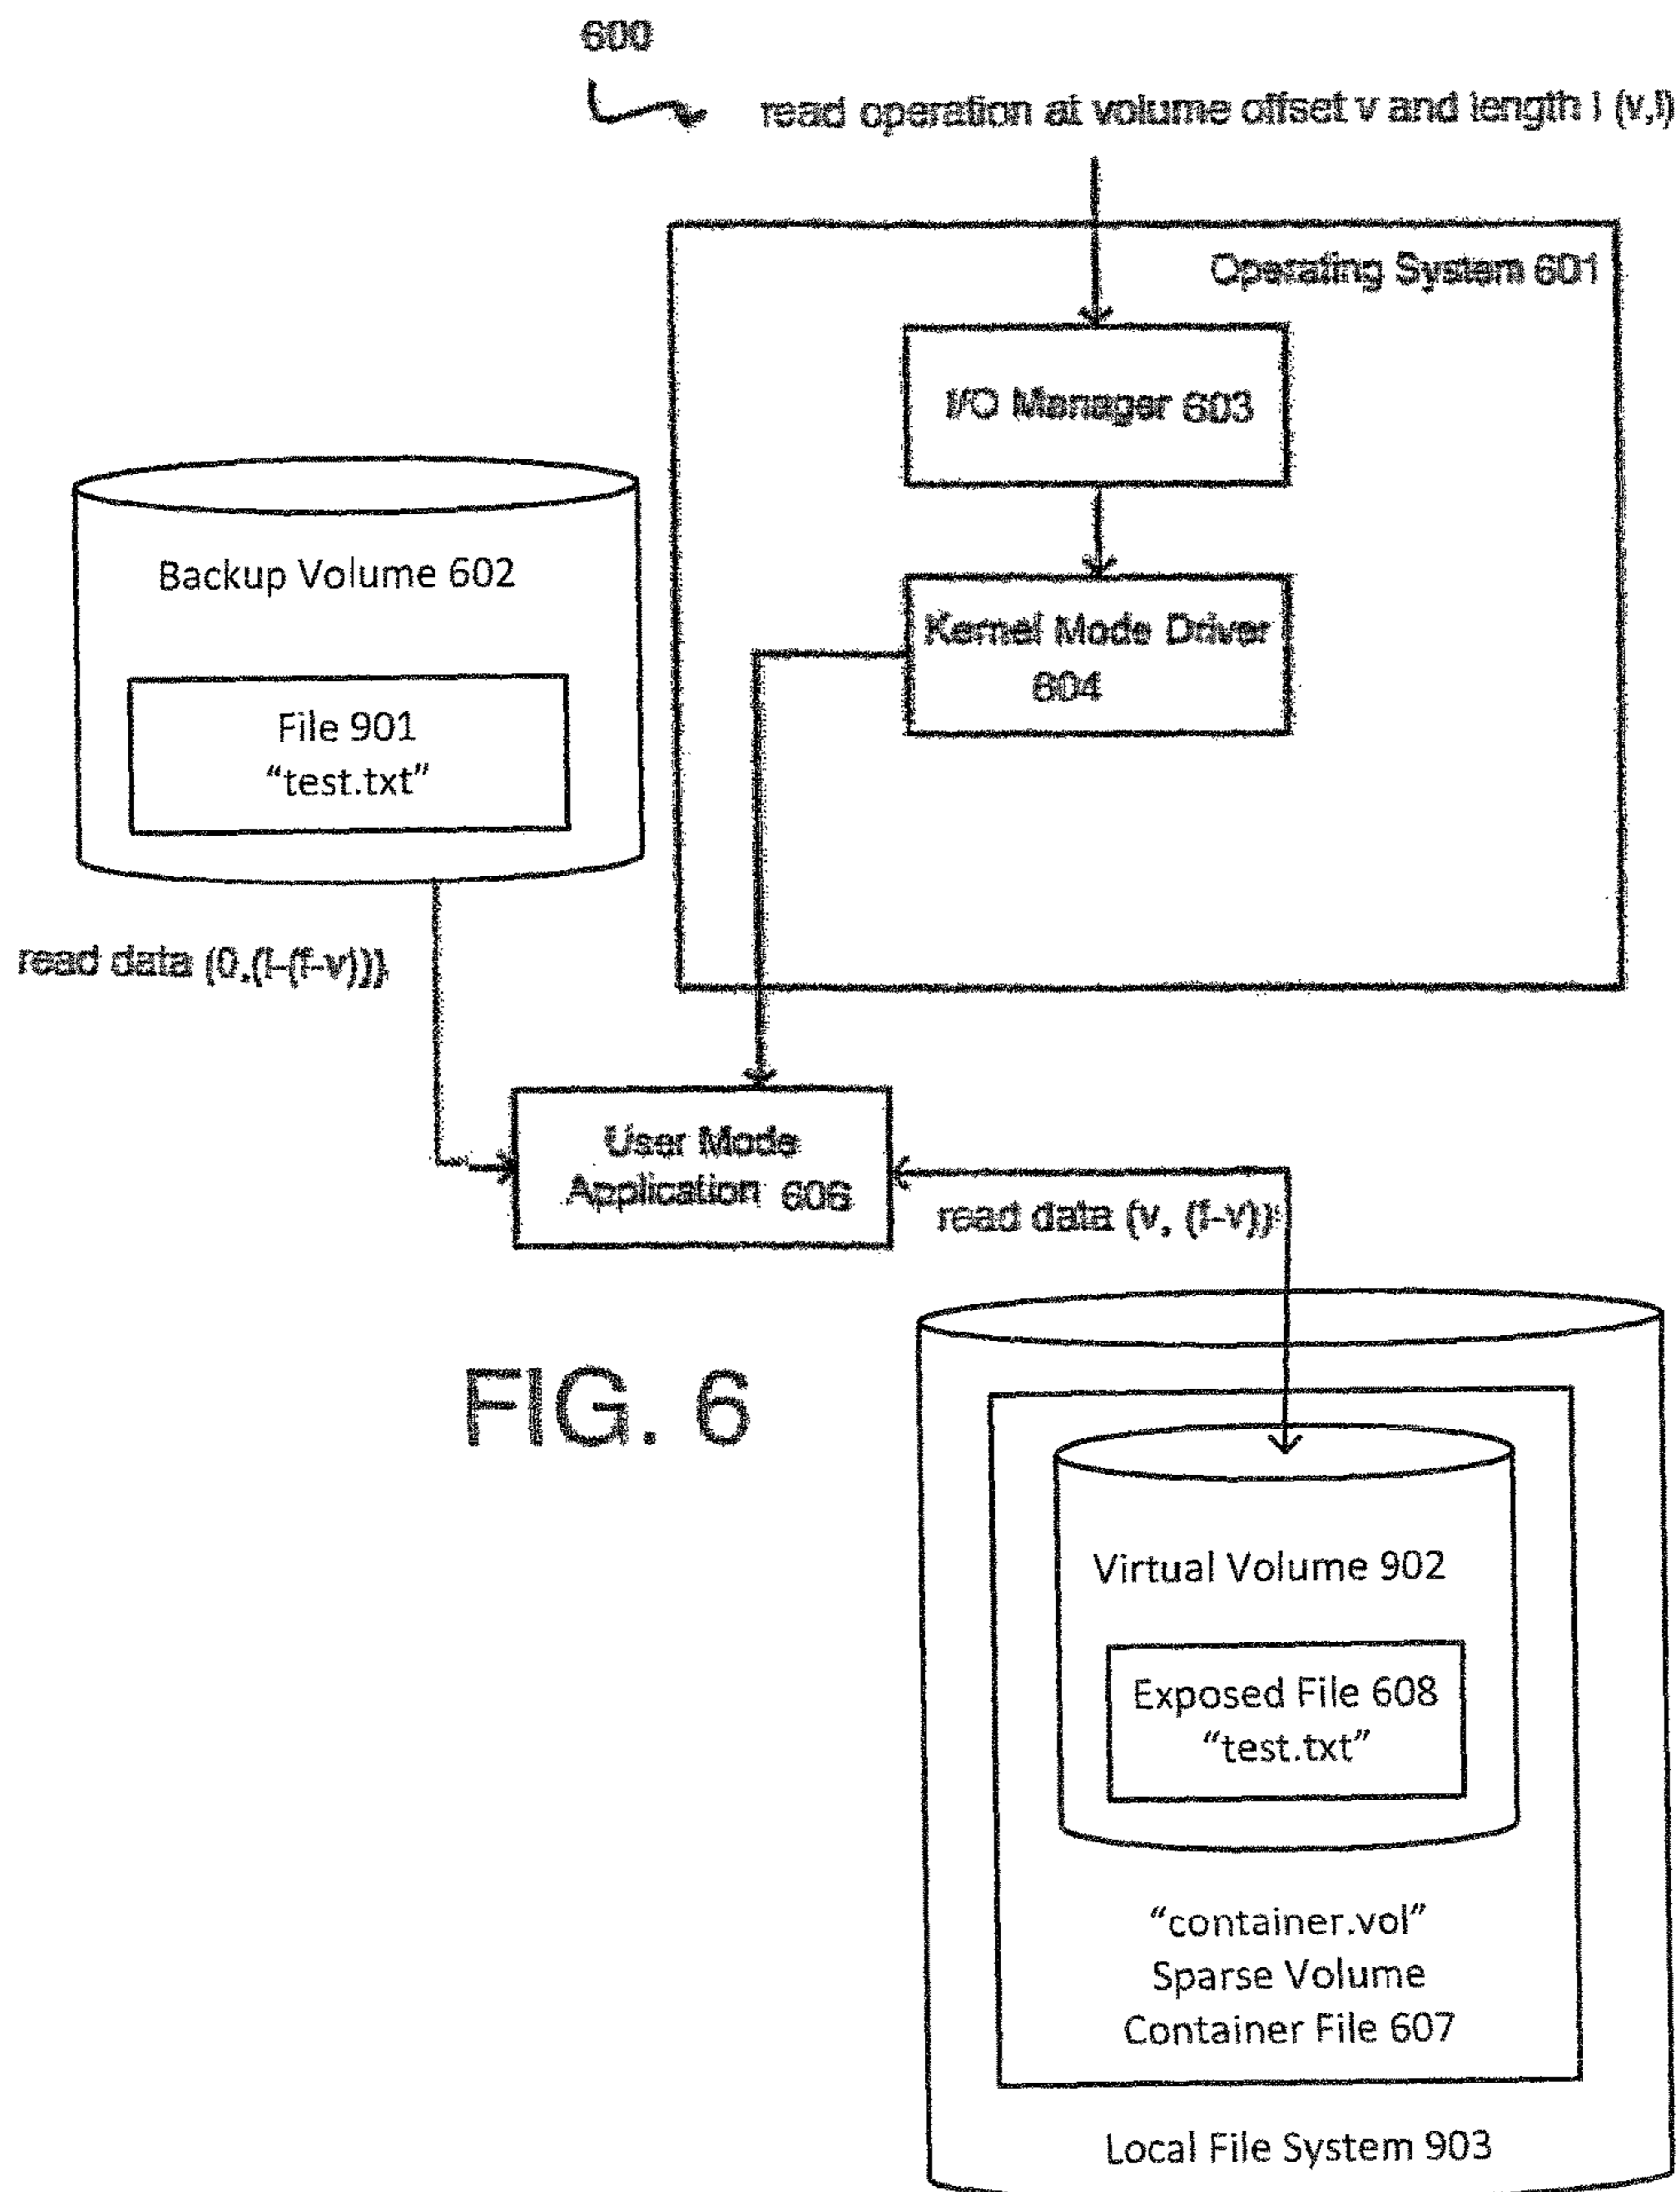 600
read operation at volume offset v and length l (v,l)
Operating System 601
I/O Manager 603
Backup Volume 602
Kernel Mode Driver
604
File 901
"test.txt"
read data (0,(l-(f-v)))
User Mode
Application 606
read data (v, (f-v))
FIG. 6
Virtual Volume 902
Exposed File 608
"test.txt"
"container.vol"
Sparse Volume
Container File 607
Local File System 903